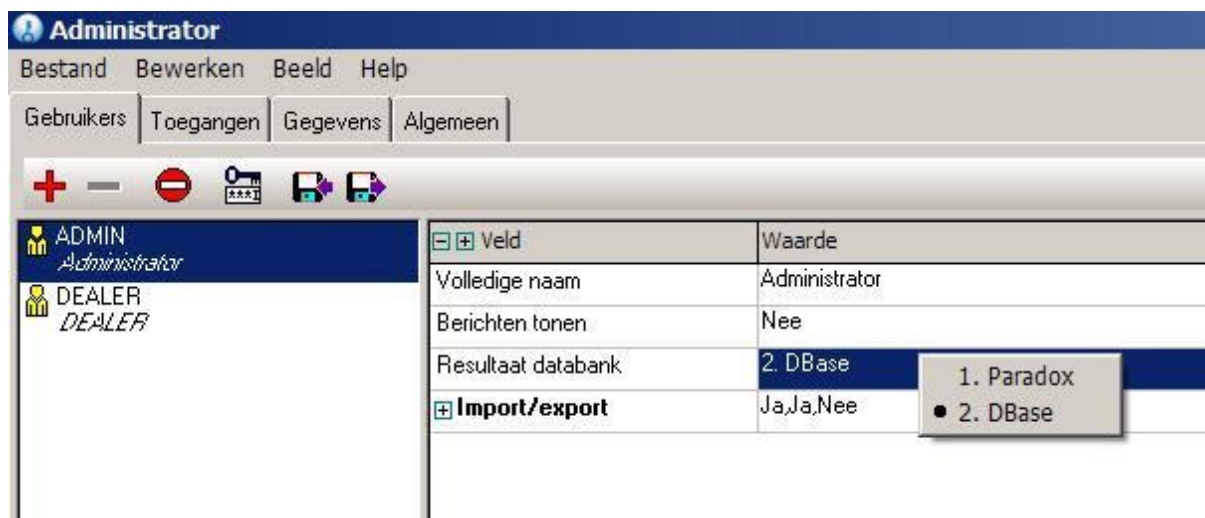 Administrator
Bestand Bewerken Beeld Help
Gebruikers Toegangen Gegevens Algemeen
ADMIN
Administrator
DEALER
DEALER
Veld Waarde
Volledige naam Administrator
Berichten tonen Nee
Resultaat databank 2. DBase
Import/export Ja,Ja,Nee
1. Paradox
2. DBase